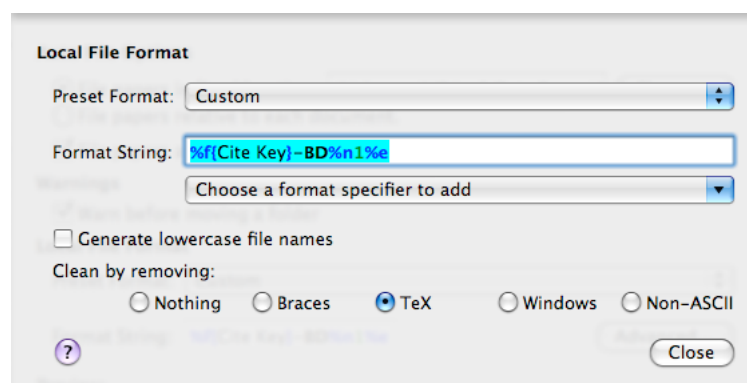 Local File Format
Preset Format: Custom
Format String: %f{Cite Key}-BD%n1%e
Choose a format specifier to add
Generate lowercase file names
Clean by removing:
Nothing Braces TeX Windows Non-ASCII
? Close